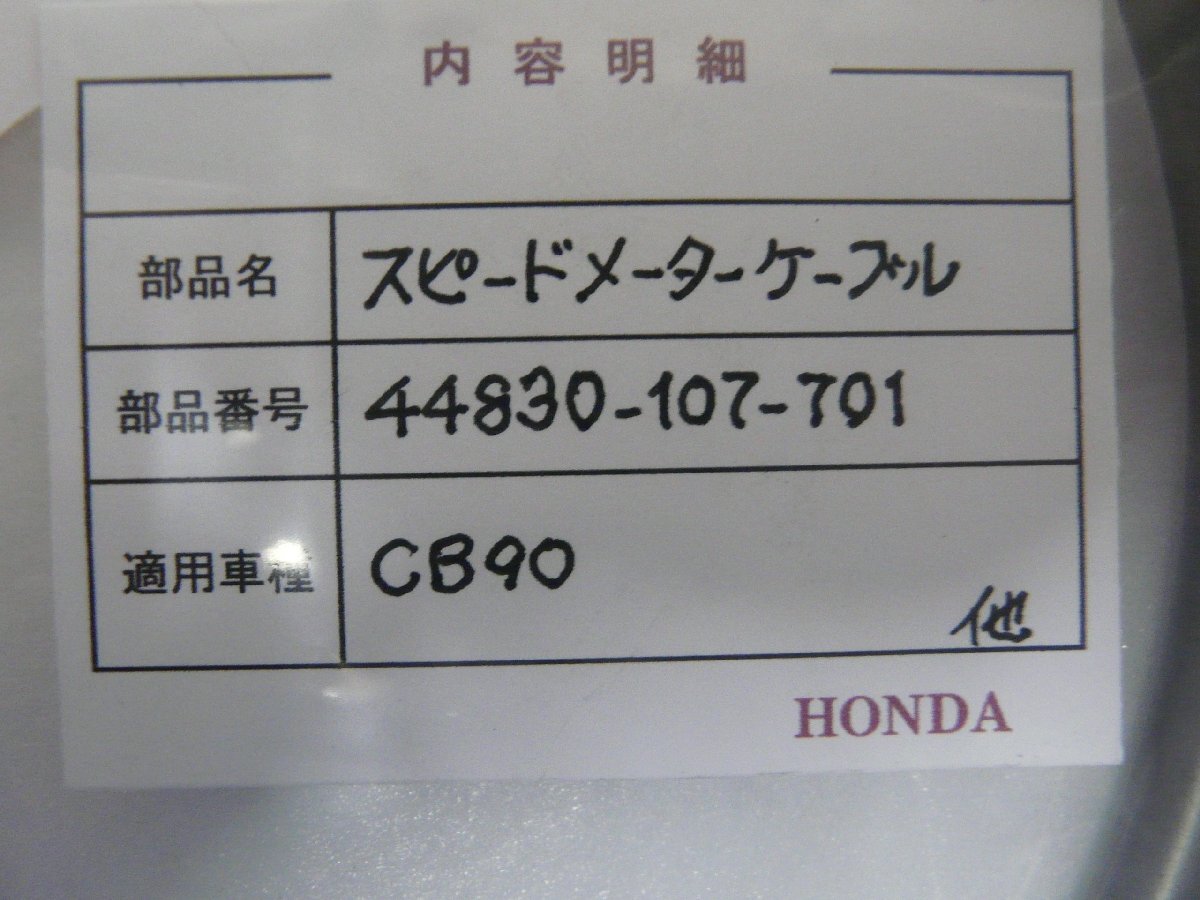 内容明細
部品名 スピードメーターケーブル
部品番号 44830-107-701
適用車種 CB90
他
HONDA